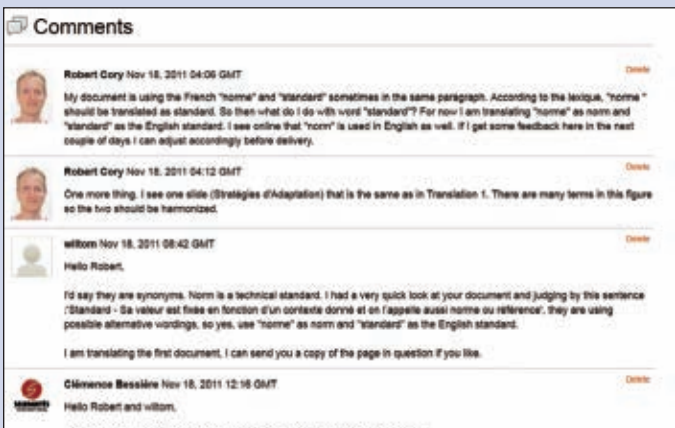 Comments
Robert Cory Nov 18, 2011 04:06 GMT
Delete
My document is using the French "norme" and "standard" sometimes in the same paragraph. According to the lexique, "norme "
should be translated as standard. So then what do I do with word "standard"? For now I am translating "norme" as norm and
"standard" as the English standard. I see online that "norm" is used in English as well. If I get some feedback here in the next
couple of days I can adjust accordingly before delivery.
Robert Cory Nov 18, 2011 04:12 GMT
Delete
One more thing. I see one slide (Stratégies d'Adaptation) that is the same as in Translation 1. There are many terms in this figure
so the two should be harmonized.
wiltom Nov 18, 2011 08:42 GMT
Delete
Hello Robert,
I'd say they are synonyms. Norm is a technical standard. I had a very quick look at your document and judging by this sentence
:'Standard - Sa valeur est fixée en fonction d'un contexte donné et on l'appelle aussi norme ou référence', they are using
possible alternative wordings, so yes, use "norme" as norm and "standard" as the English standard.
I am translating the first document, I can send you a copy of the page in question if you like.
Clémence Bessière Nov 18, 2011 12:16 GMT
Delete
Hello Robert and wiltom,